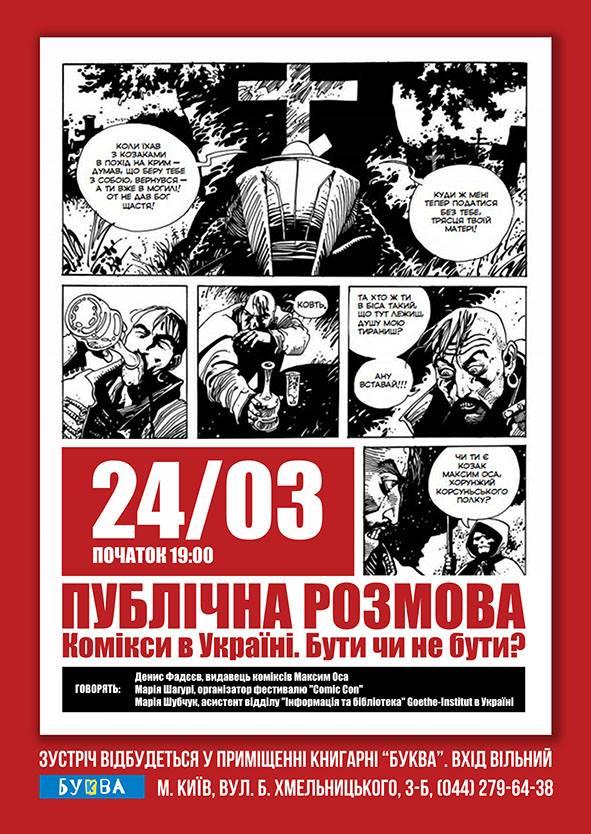 КОЛИ ЇХАВ
З КОЗАКАМИ
В ПОХІД НА КРИМ —
ДУМАВ, ЩО БЕРУ ТЕБЕ
З СОБОЮ, ВЕРНУВСЯ —
А ТИ ВЖЕ В МОГИЛІ!
ОТ НЕ ДАВ БОГ
ЩАСТЯ!
КУДИ Ж МЕНІ
ТЕПЕР ПОДАТИСЯ
БЕЗ ТЕБЕ,
ТРЯСЦЯ ТВОЇЙ
МАТЕРІ!
КОВТЬ.
ТА ХТО Ж ТИ
В БІСА ТАКИЙ,
ЩО ТУТ ЛЕЖИШ,
ДУШУ МОЮ
ТИРАНИШ?
АНУ
ВСТАВАЙ!!!
ЧИ ТИ Є
КОЗАК
МАКСИМ ОСА,
ХОРУНЖИЙ
КОРСУНЬСЬКОГО
ПОЛКУ?
24/03
ПОЧАТОК 19:00
ПУБЛІЧНА РОЗМОВА
Комікси в Україні. Бути чи не бути?
ГОВОРЯТЬ:
Денис Фадєєв, видавець коміксів Максим Оса
Марія Шагурі, організатор фестивалю "Comic Con"
Марія Шубчук, асистент відділу "Інформація та бібліотека" Goethe-Institut в Україні
ЗУСТРІЧ ВІДБУДЕТЬСЯ У ПРИМІЩЕННІ КНИГАРНІ “БУКВА”. ВХІД ВІЛЬНИЙ
БУКВА М. КИЇВ, ВУЛ. Б. ХМЕЛЬНИЦЬКОГО, 3-Б, (044) 279-64-38